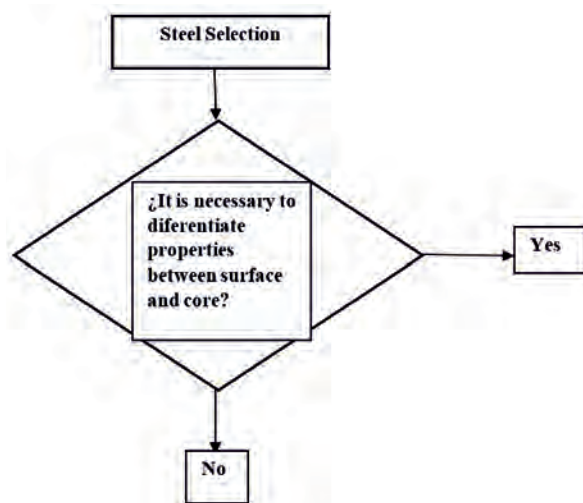 Steel Selection
¿It is necessary to
diferentiate
properties
between surface
and core?
Yes
No